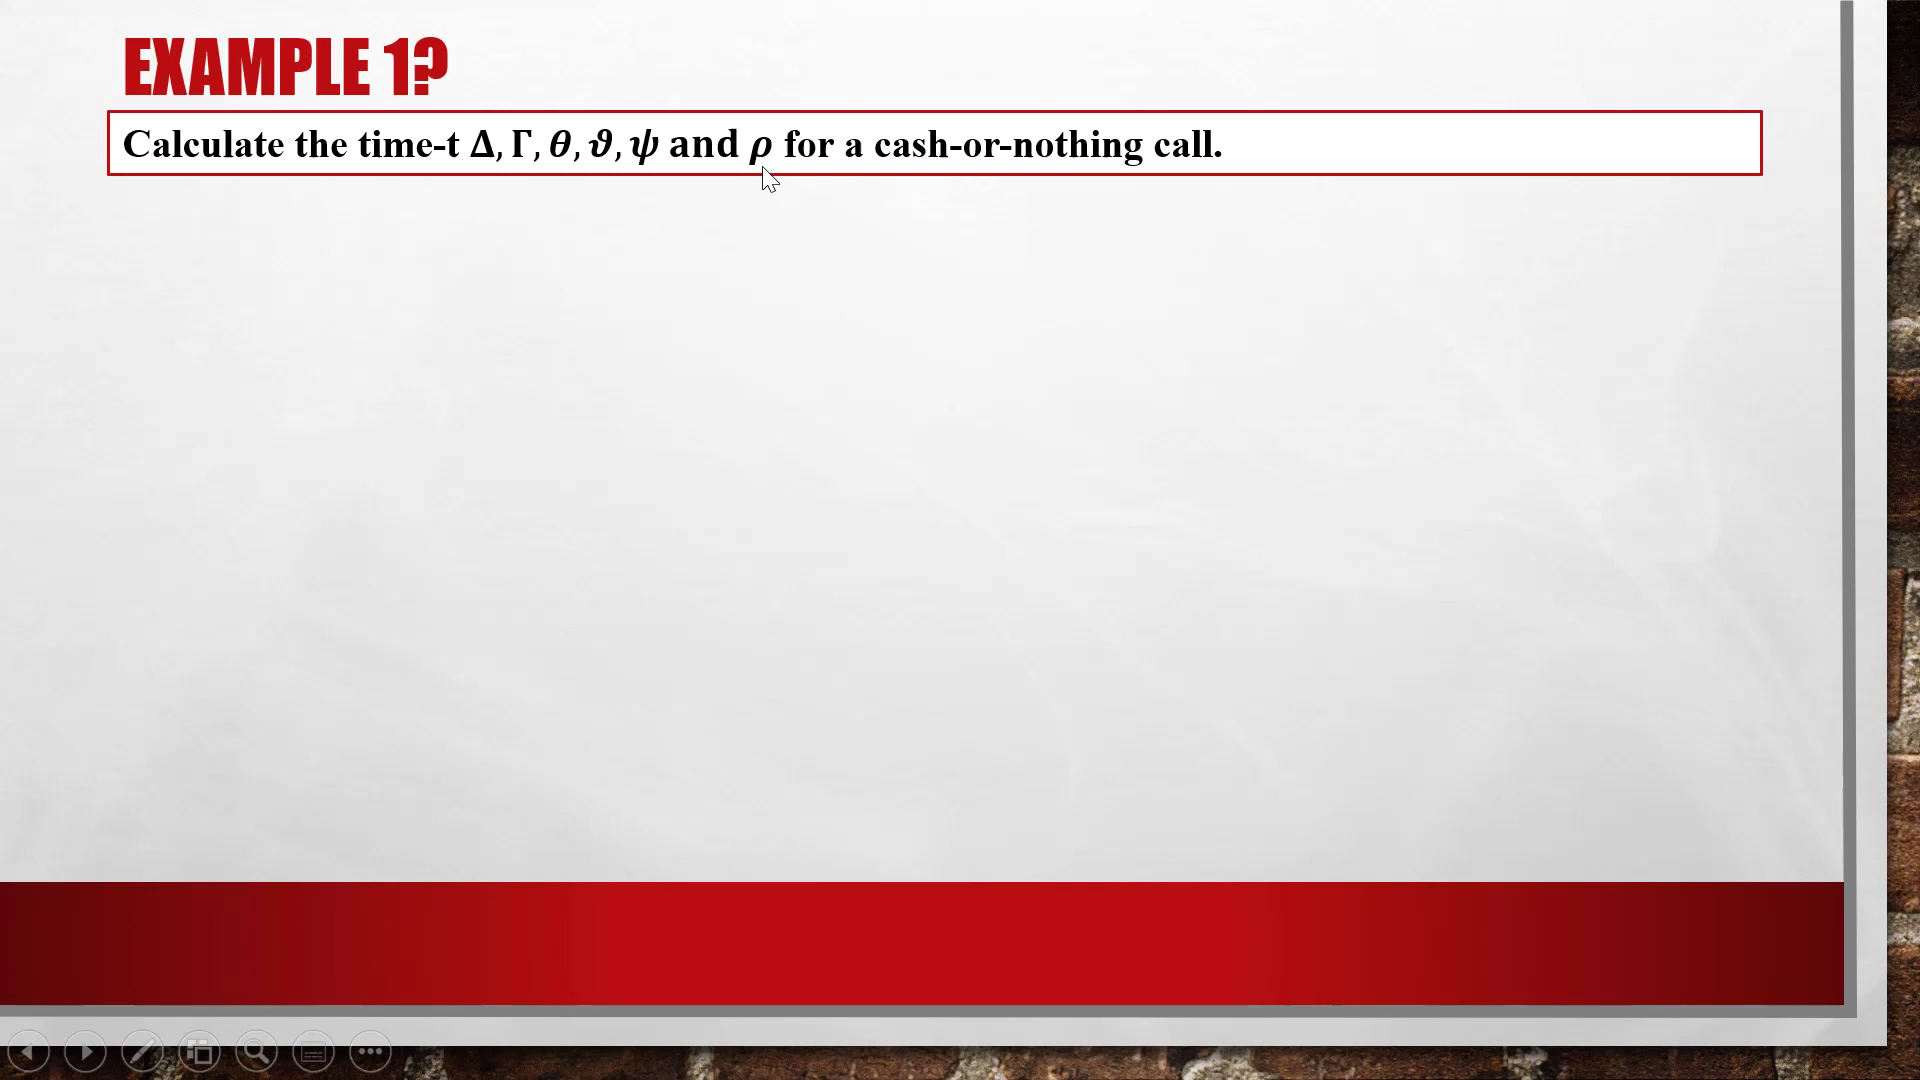 EXAMPLE 1?
Calculate the time-t Δ, Γ, θ, ϑ, ψ and ρ for a cash-or-nothing call.